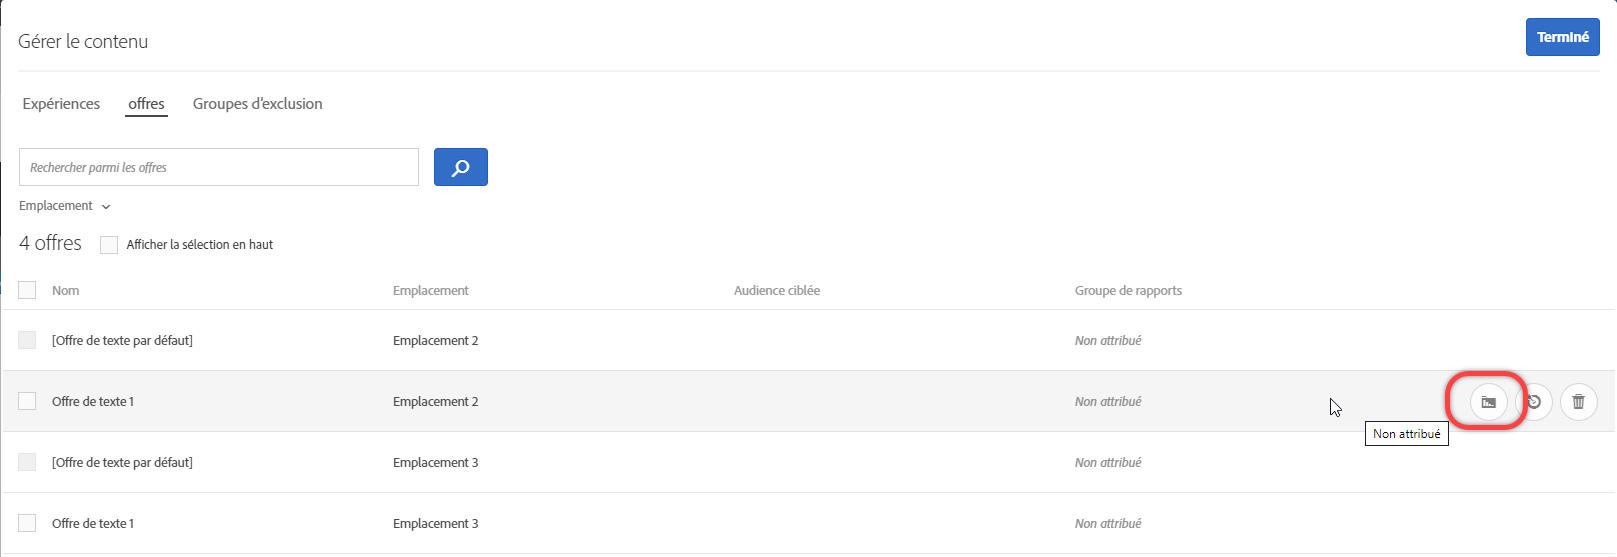 Gérer le contenu
Terminé
Expériences offres Groupes d'exclusion
Rechercher parmi les offres
Emplacement
4 offres Afficher la sélection en haut
Nom Emplacement Audience ciblée Groupe de rapports
[Offre de texte par défaut] Emplacement 2 Non attribué
Offre de texte 1 Emplacement 2 Non attribué
Non attribué
[Offre de texte par défaut] Emplacement 3 Non attribué
Offre de texte 1 Emplacement 3 Non attribué